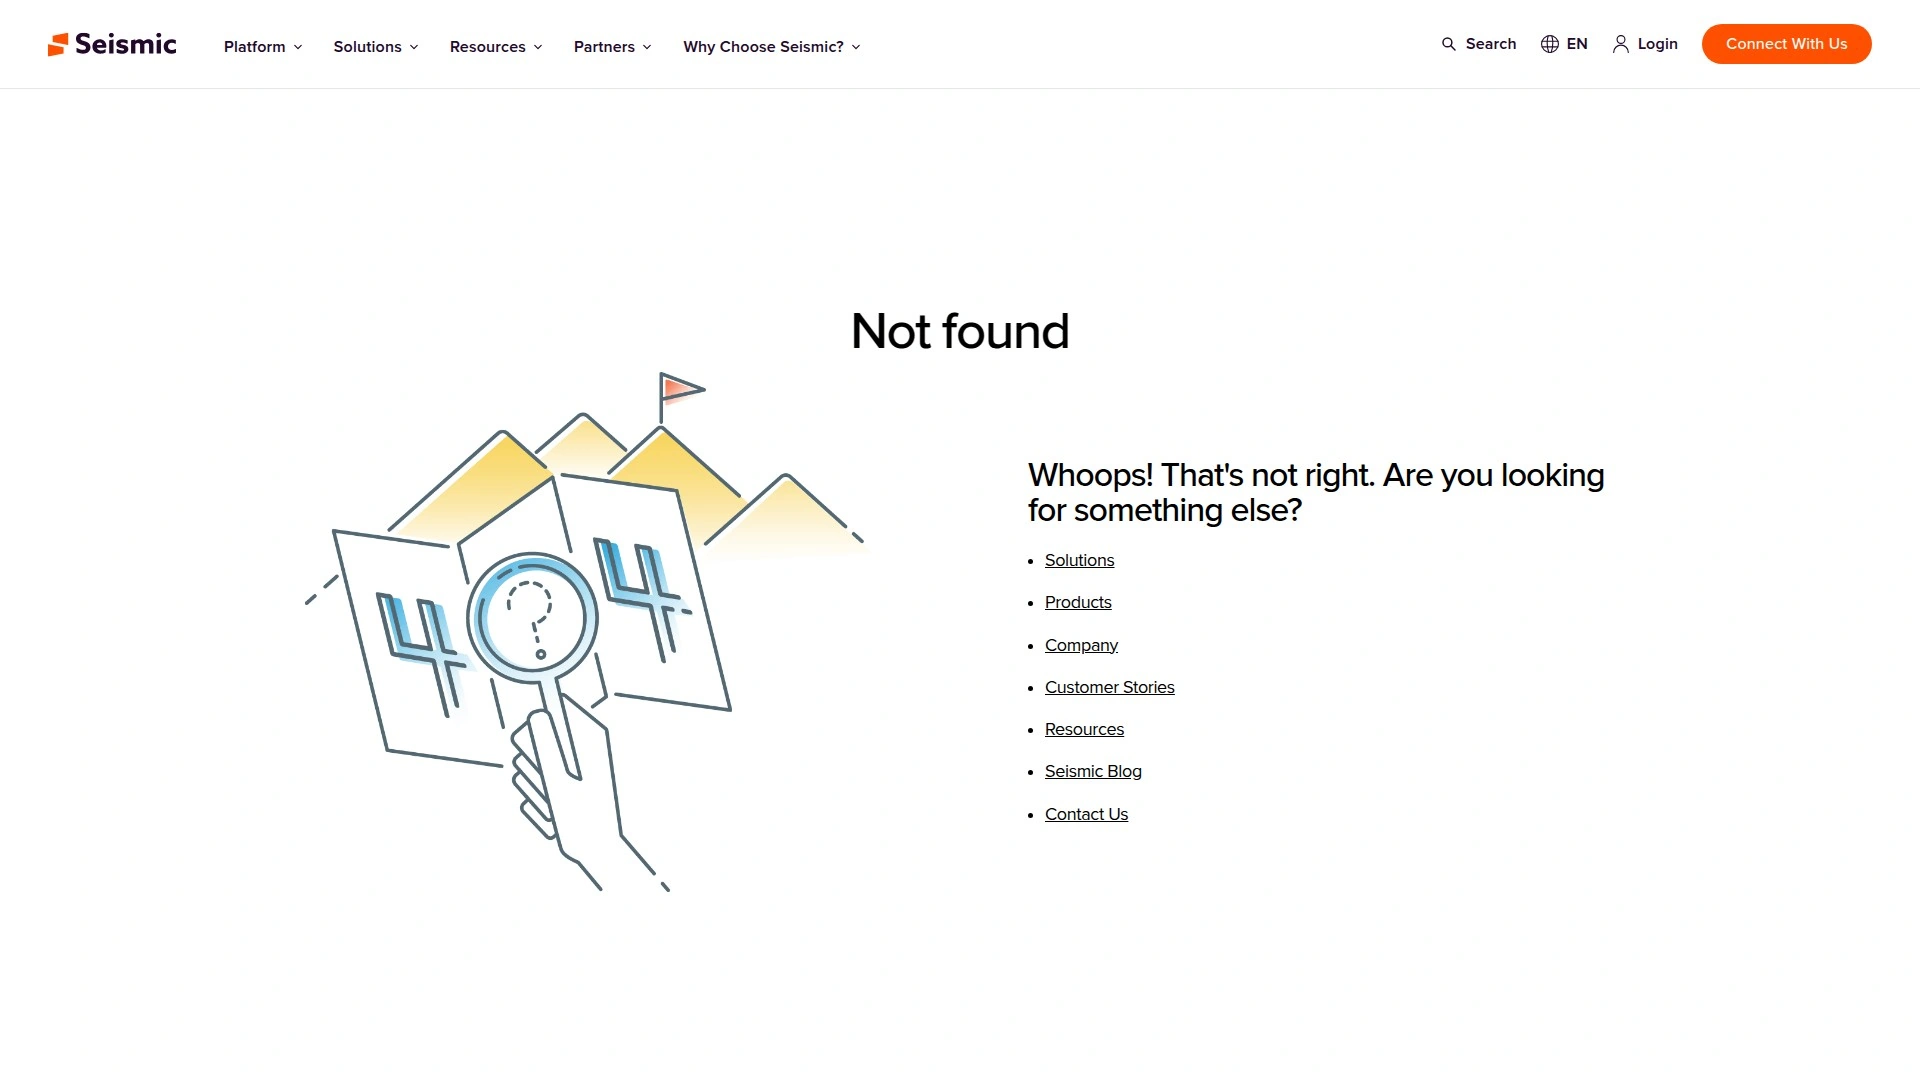 Seismic
Platform
Solutions
Resources
Partners
Why Choose Seismic?
Search
EN
Login
Connect With Us
Not found
4 ? 4
Whoops! That's not right. Are you looking
for something else?
Solutions
Products
Company
Customer Stories
Resources
Seismic Blog
Contact Us